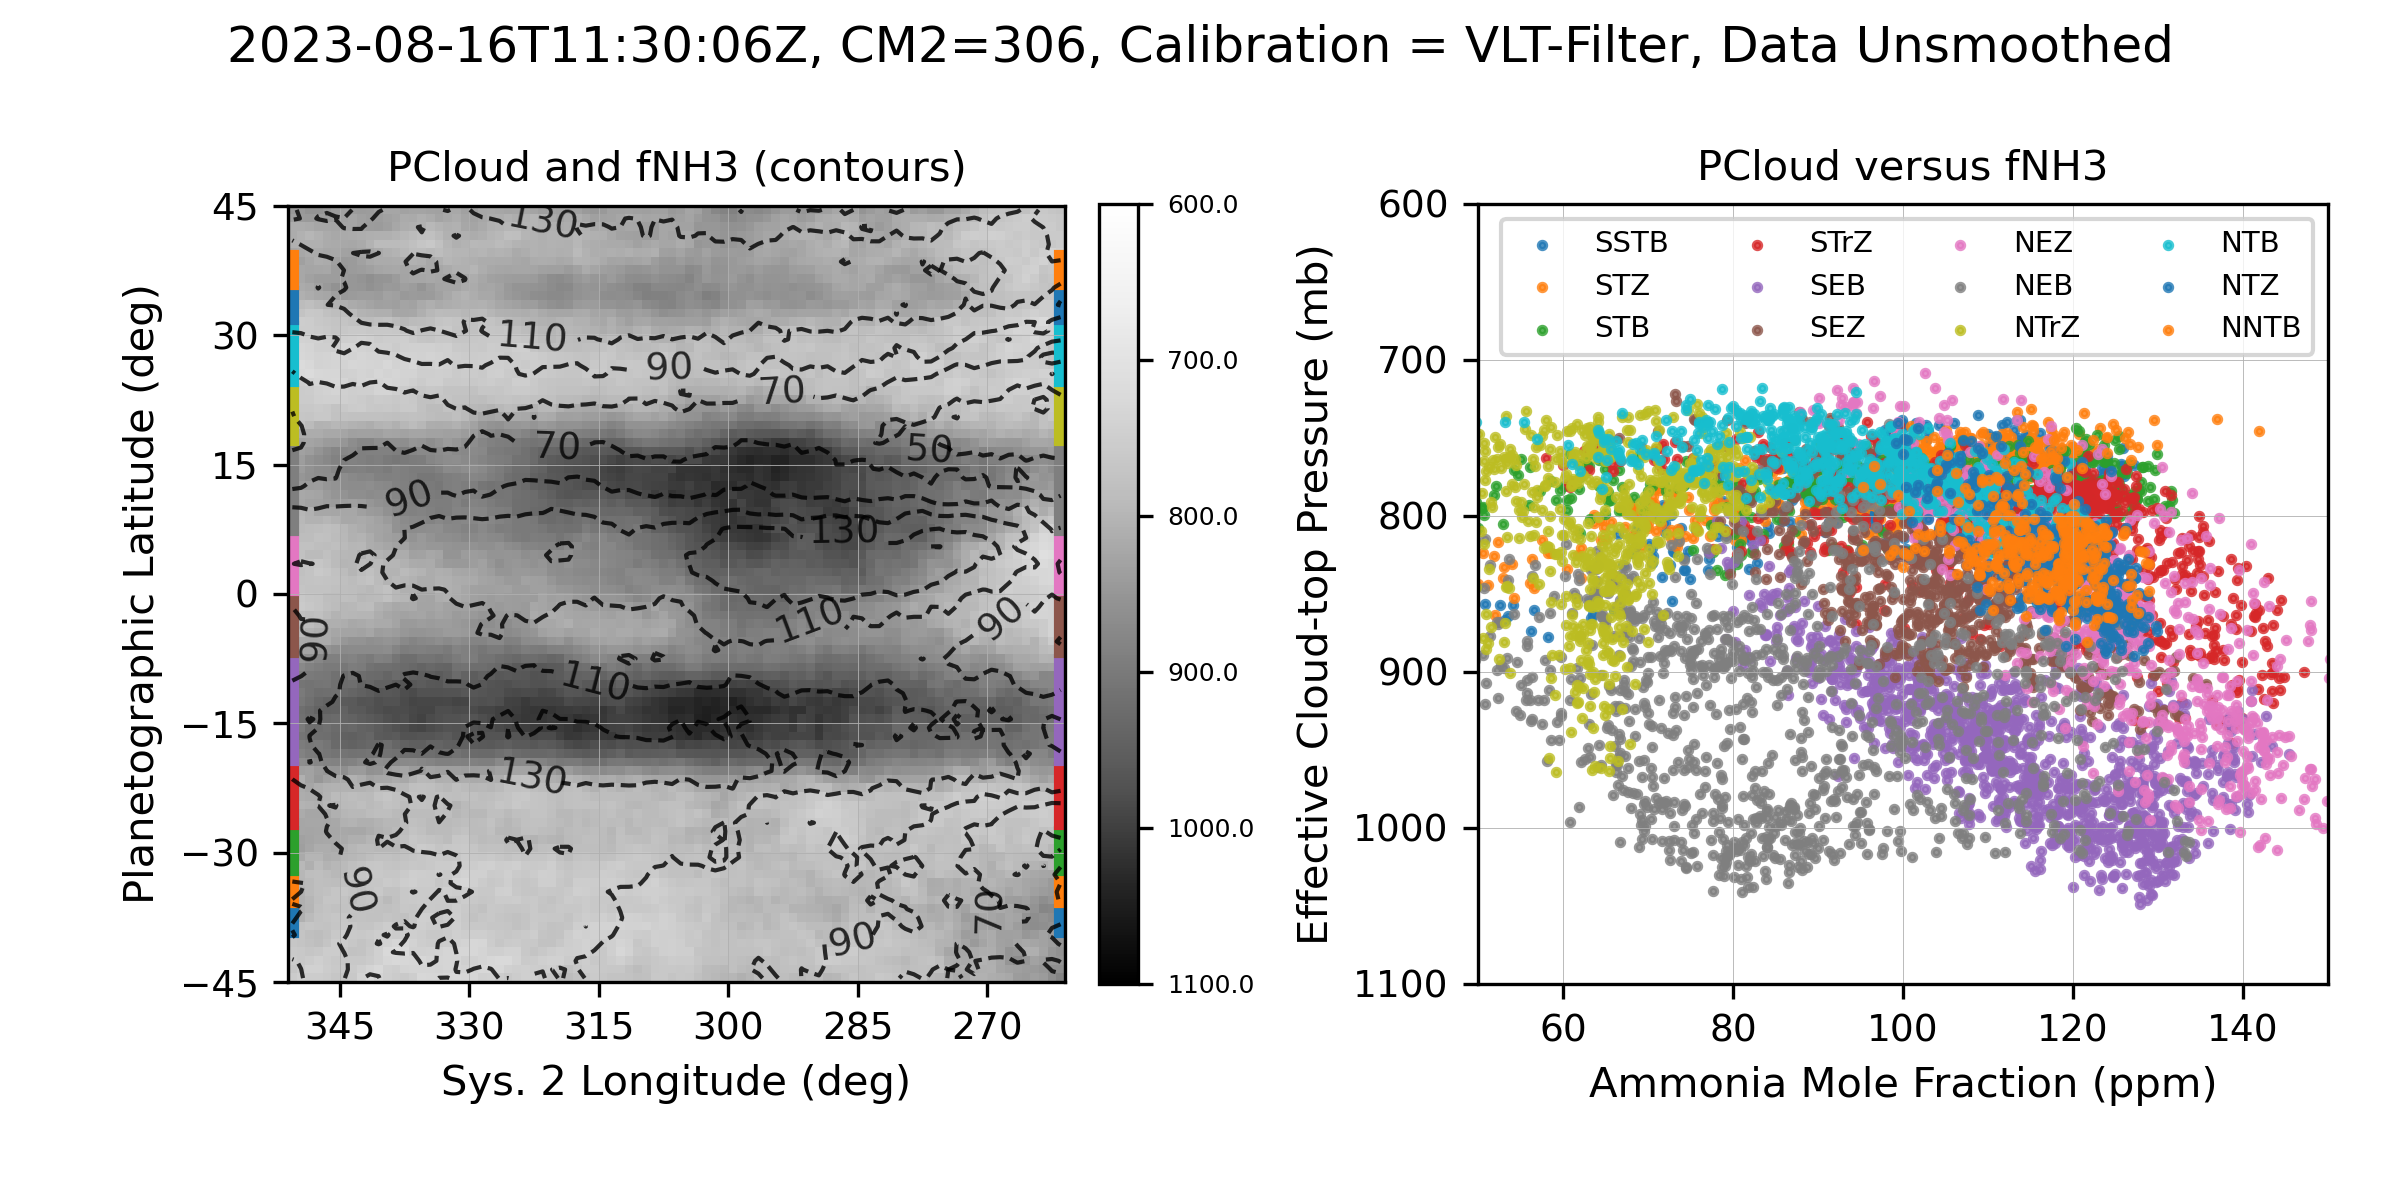 2023-08-16T11:30:06Z, CM2=306, Calibration = VLT-Filter, Data Unsmoothed
PCloud and fNH3 (contours)
Planetographic Latitude (deg)
45
30
15
0
−15
−30
−45
130
110
90
70
70
50
90
130
110
90
90
110
130
90
90
70
345
330
315
300
285
270
Sys. 2 Longitude (deg)
600.0
700.0
800.0
900.0
1000.0
1100.0
PCloud versus fNH3
Effective Cloud-top Pressure (mb)
600
700
800
900
1000
1100
SSTB
STZ
STB
STrZ
SEB
SEZ
NEZ
NEB
NTrZ
NTB
NTZ
NNTB
60
80
100
120
140
Ammonia Mole Fraction (ppm)